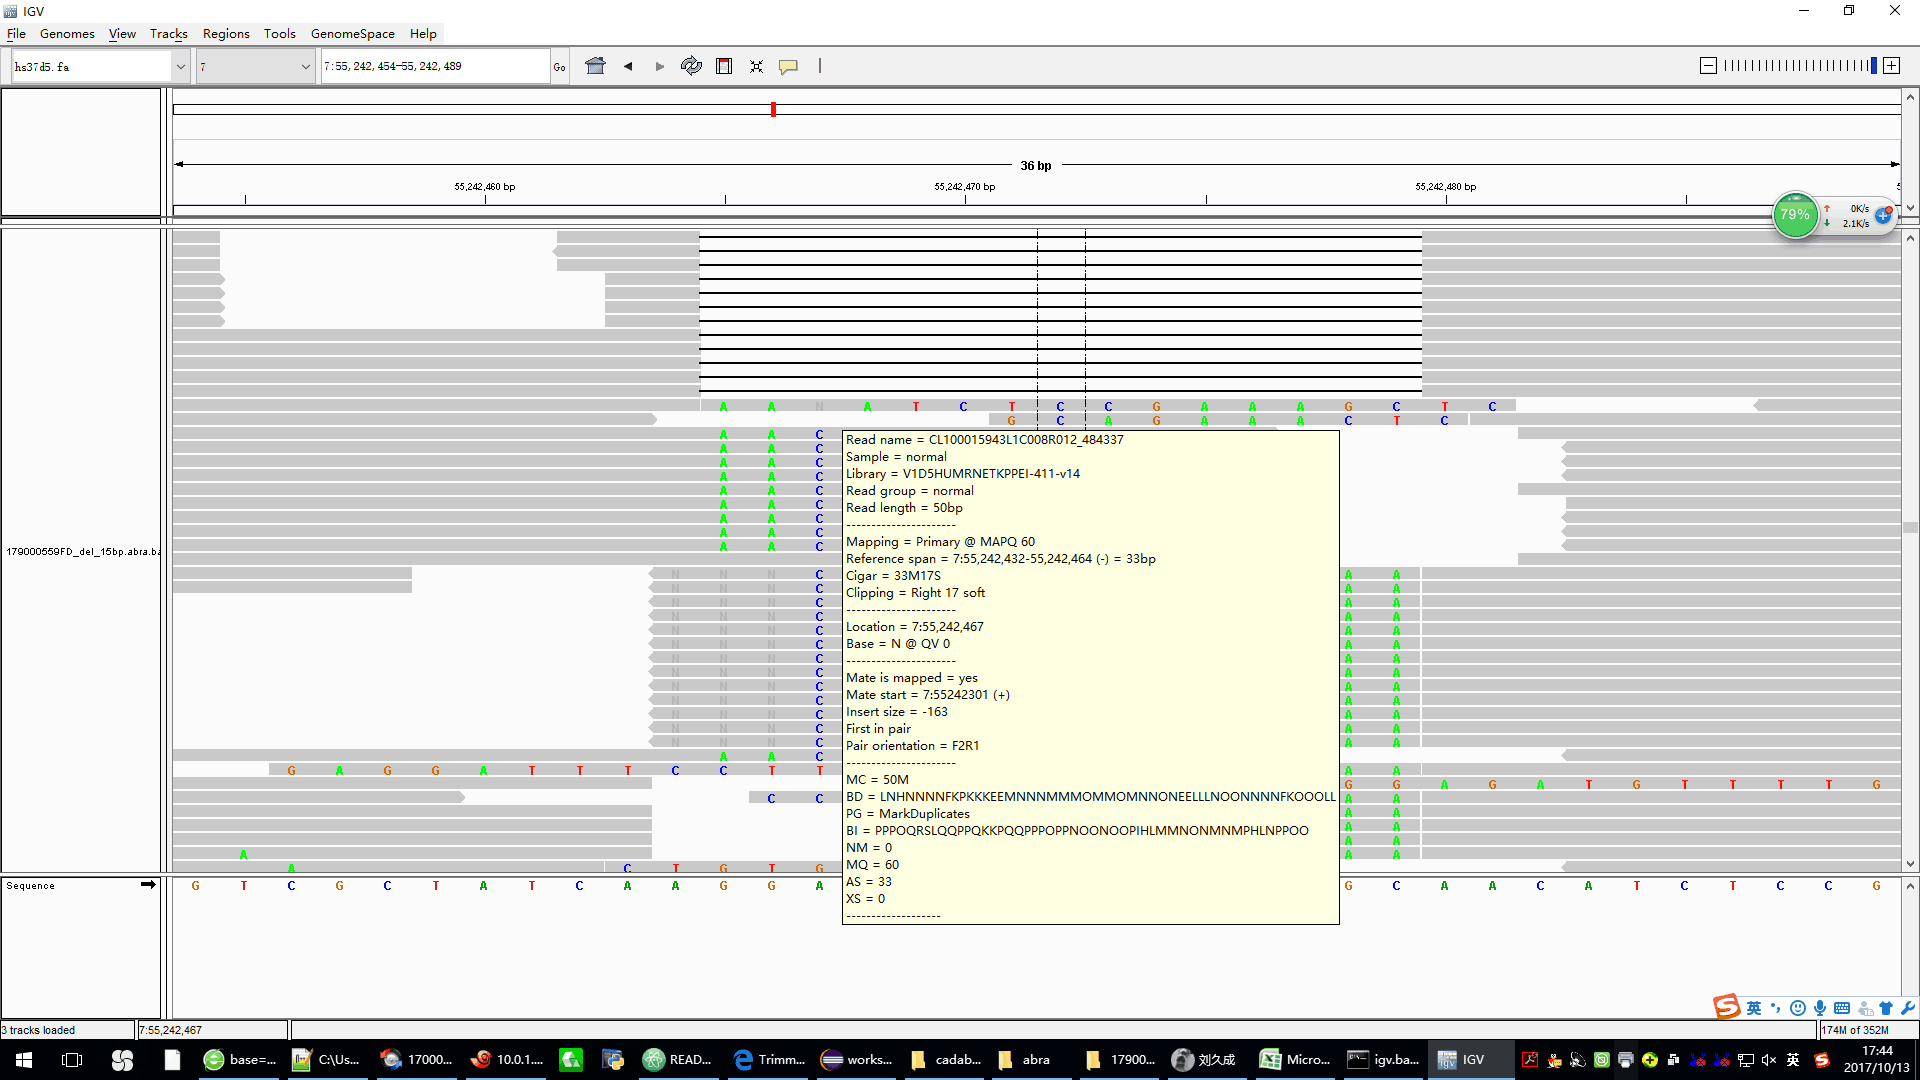 IGV
File Genomes View Tracks Regions Tools GenomeSpace Help
hs37d5.fa 7 7:55,242,454-55,242,489 Go
36 bp
55,242,460 bp 55,242,470 bp 55,242,480 bp
79% 0K/s
2.1K/s
A A N A T C T C C G A A A G C T C
G C A G A A A C T C
A A C
A A C
A A C
A A C
A A C
A A C
A A C
A A C
A A C
179000559FD_del_15bp.abra.ba
N N N C A A
N N N C A A
N N N C A A
N N N C A A
N N N C A A
N N N C A A
N N N C A A
N N N C A A
N N N C A A
N N N C A A
N N N C A A
N N N C A A
N N N C A A
A A C
G A G G A T T T C C T T A A
G G A G A T G T T T T G
C C A A
A A
A A
A A
A A A
A C T G T G
Read name = CL100015943L1C008R012_484337
Sample = normal
Library = V1D5HUMRNETKPPEI-411-v14
Read group = normal
Read length = 50bp
----------------------
Mapping = Primary @ MAPQ 60
Reference span = 7:55,242,432-55,242,464 (-) = 33bp
Cigar = 33M17S
Clipping = Right 17 soft
----------------------
Location = 7:55,242,467
Base = N @ QV 0
----------------------
Mate is mapped = yes
Mate start = 7:55242301 (+)
Insert size = -163
First in pair
Pair orientation = F2R1
----------------------
MC = 50M
BD = LNHNNNNFKPKKKEEMNNNMMMOMMOMNNONEELLLNOONNNNFKOOOLL
PG = MarkDuplicates
BI = PPPOQRSLQQPPQKKPQQPPPOPPNOONOOPIHLMMNONMNMPHLNPPOO
NM = 0
MQ = 60
AS = 33
XS = 0
-------------------
Sequence G T C G C T A T C A A G G A G C A A C A T C T C C G
英
3 tracks loaded 7:55,242,467 174M of 352M
base=... C:\Us... 17000... 10.0.1.... READ... Trimm... works... cadab... abra 17900... 刘久成 Micro... igv.ba... IGV 英 17:44
2017/10/13